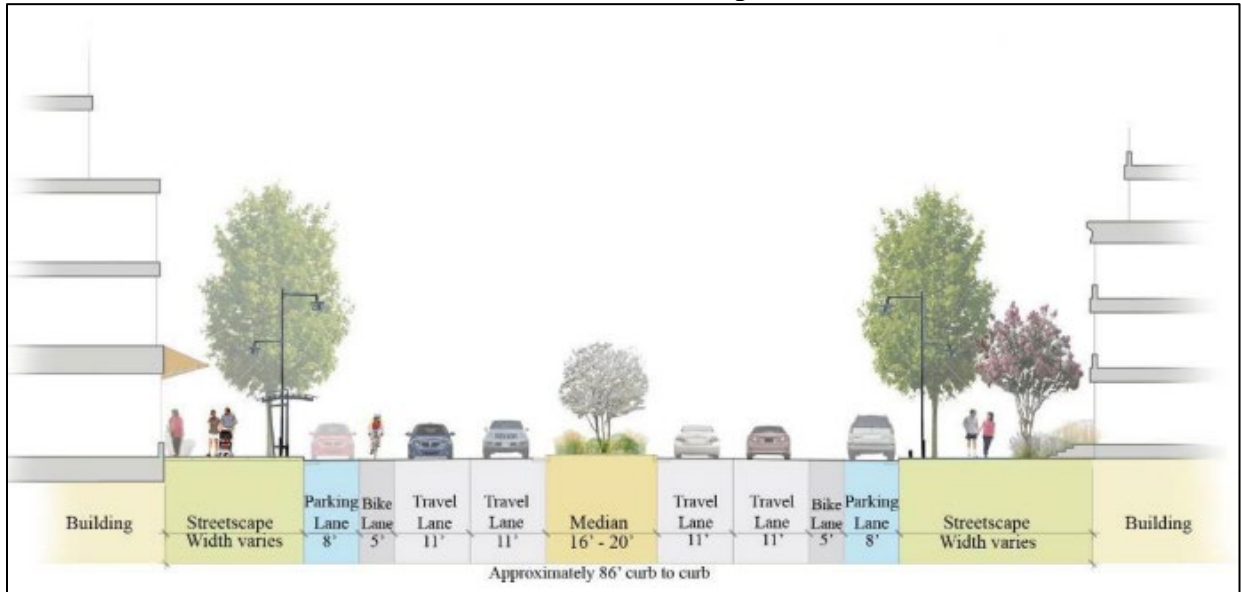 Building
Streetscape
Width varies
Parking
Lane
8'
Bike
Lane
5'
Travel
Lane
11'
Travel
Lane
11'
Median
16' - 20'
Travel
Lane
11'
Travel
Lane
11'
Bike
Lane
5'
Parking
Lane
8'
Streetscape
Width varies
Building
Approximately 86' curb to curb